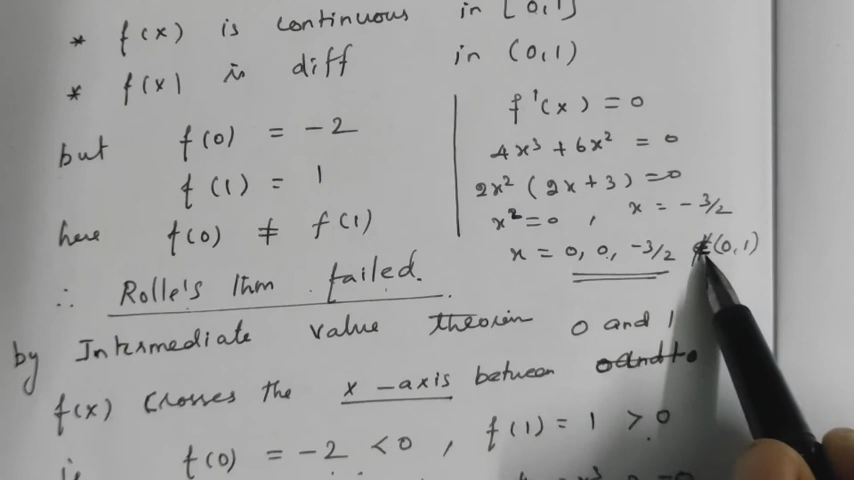 * f(x) is continuous in [0,1]
* f(x) is diff in (0,1)
but f(0) = -2
f(1) = 1
here f(0) ≠ f(1)
f'(x) = 0
4x³ + 6x² = 0
2x² (2x+3) = 0
x² = 0 , x = -3/2
x = 0, 0, -3/2 ∉ (0,1)
∴ Rolle's thm failed.
by Intermediate value theorem 0 and 1
f(x) crosses the x-axis between
f(0) = -2 < 0 , f(1) = 1 > 0